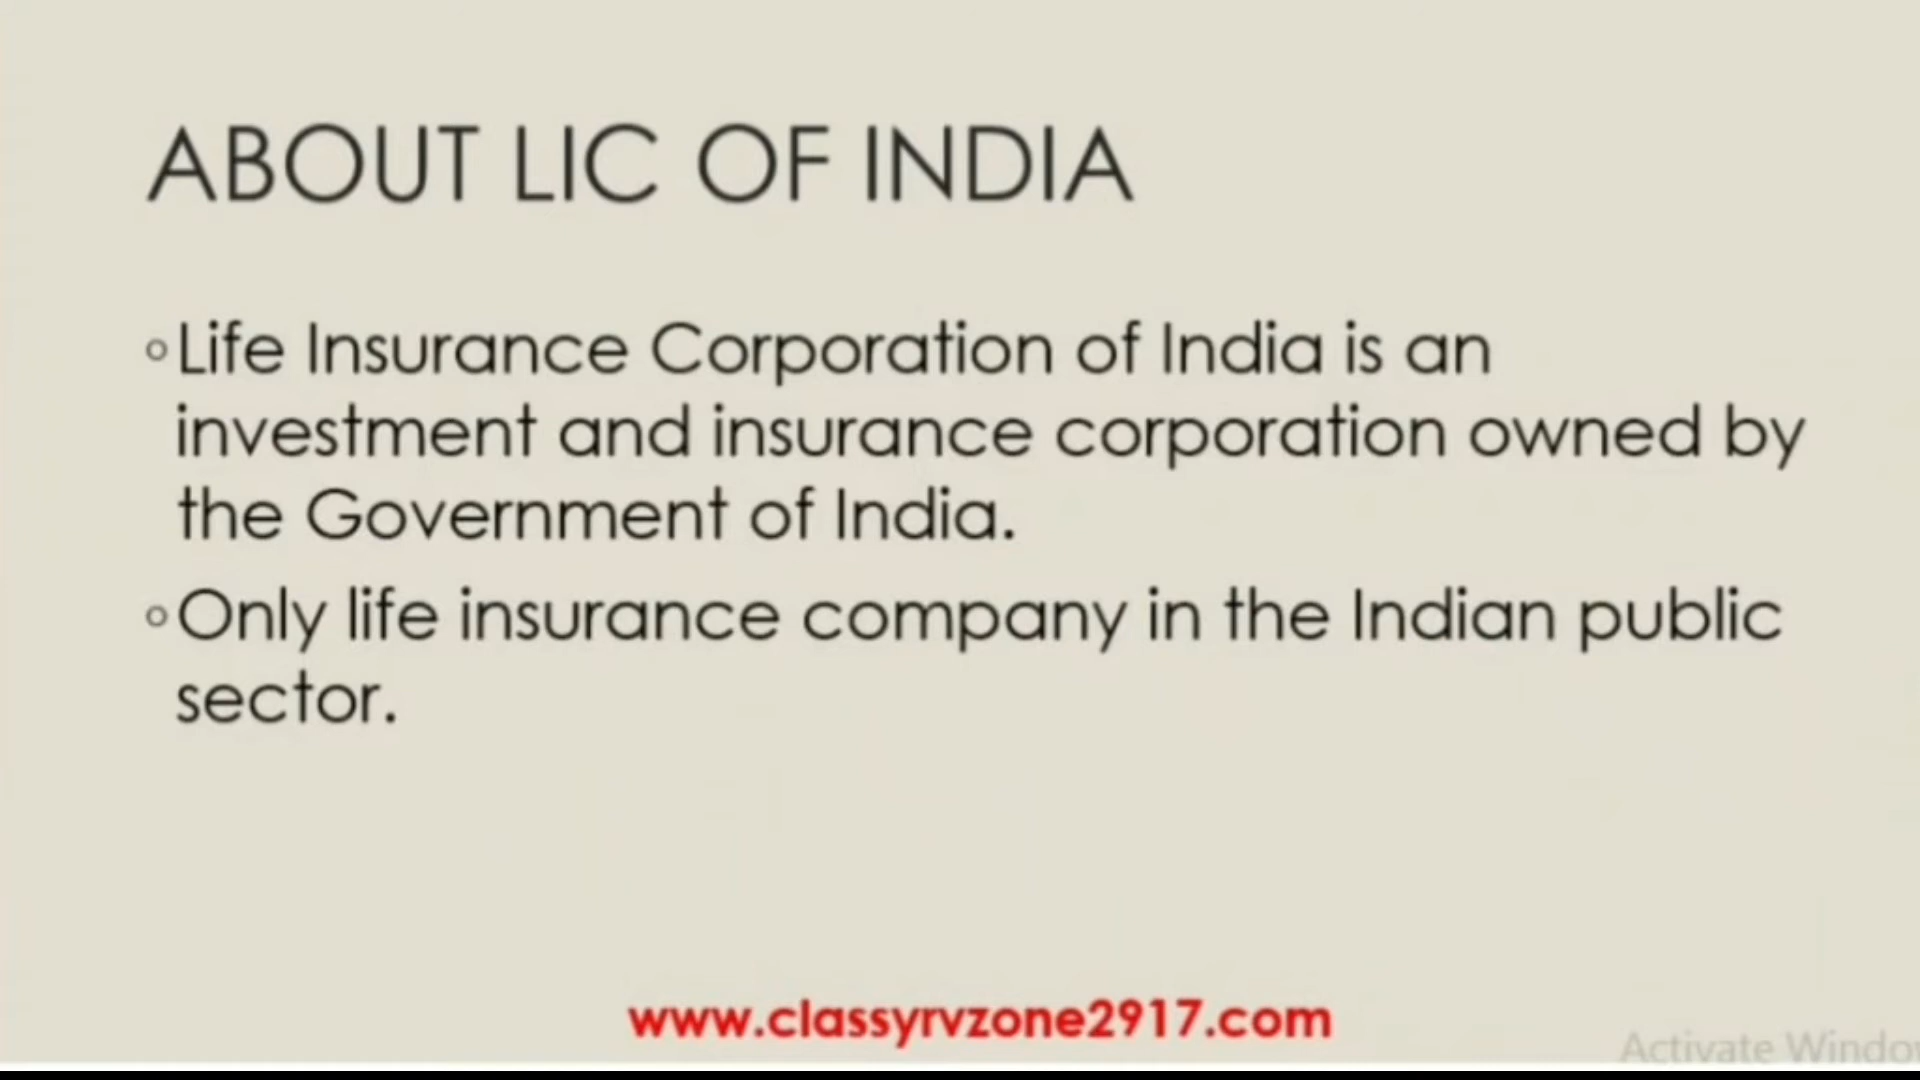 ABOUT LIC OF INDIA
◦Life Insurance Corporation of India is an
investment and insurance corporation owned by
the Government of India.
◦Only life insurance company in the Indian public
sector.
www.classyrvzone2917.com
Activate Windo